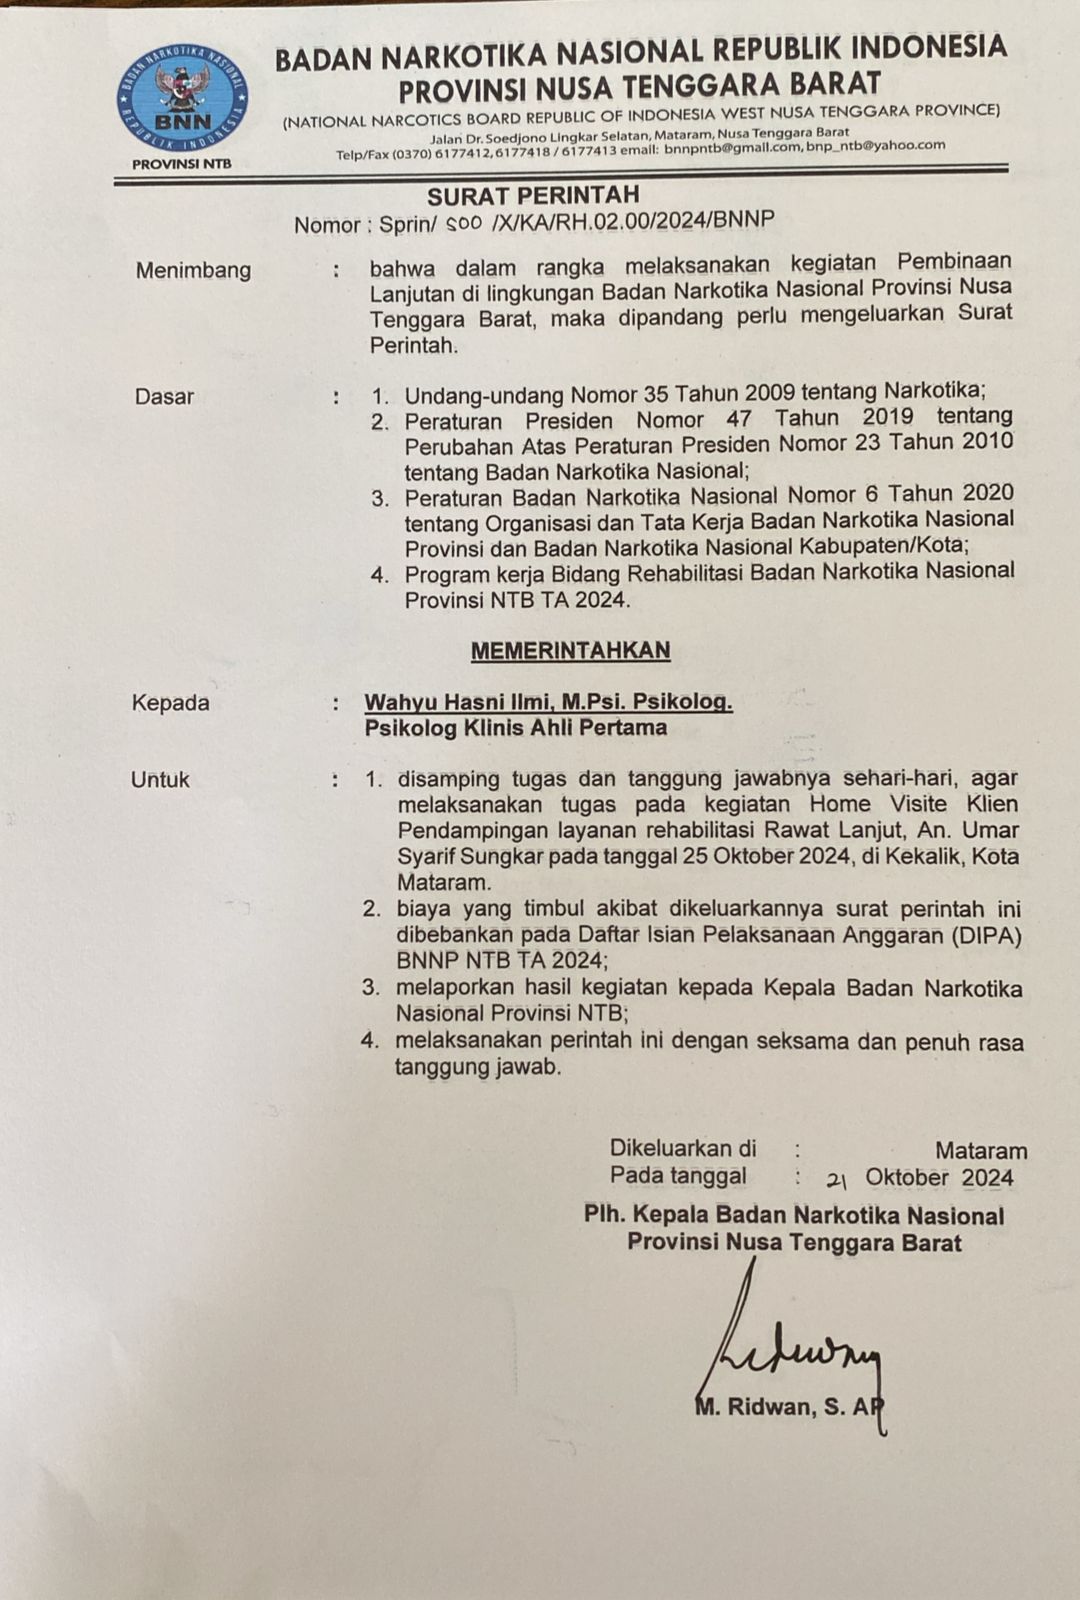 BADAN NARKOTIKA NASIONAL
REPUBLIK INDONESIA
BNN
PROVINSI NTB
BADAN NARKOTIKA NASIONAL REPUBLIK INDONESIA
PROVINSI NUSA TENGGARA BARAT
(NATIONAL NARCOTICS BOARD REPUBLIC OF INDONESIA WEST NUSA TENGGARA PROVINCE)
Jalan Dr. Soedjono Lingkar Selatan, Mataram, Nusa Tenggara Barat
Telp/Fax (0370) 6177412, 6177418 / 6177413 email: bnnpntb@gmail.com, bnp_ntb@yahoo.com
SURAT PERINTAH
Nomor : Sprin/ 500 /X/KA/RH.02.00/2024/BNNP
Menimbang : bahwa dalam rangka melaksanakan kegiatan Pembinaan
Lanjutan di lingkungan Badan Narkotika Nasional Provinsi Nusa
Tenggara Barat, maka dipandang perlu mengeluarkan Surat
Perintah.
Dasar : 1. Undang-undang Nomor 35 Tahun 2009 tentang Narkotika;
2. Peraturan Presiden Nomor 47 Tahun 2019 tentang
Perubahan Atas Peraturan Presiden Nomor 23 Tahun 2010
tentang Badan Narkotika Nasional;
3. Peraturan Badan Narkotika Nasional Nomor 6 Tahun 2020
tentang Organisasi dan Tata Kerja Badan Narkotika Nasional
Provinsi dan Badan Narkotika Nasional Kabupaten/Kota;
4. Program kerja Bidang Rehabilitasi Badan Narkotika Nasional
Provinsi NTB TA 2024.
MEMERINTAHKAN
Kepada : Wahyu Hasni Ilmi, M.Psi. Psikolog.
Psikolog Klinis Ahli Pertama
Untuk : 1. disamping tugas dan tanggung jawabnya sehari-hari, agar
melaksanakan tugas pada kegiatan Home Visite Klien
Pendampingan layanan rehabilitasi Rawat Lanjut, An. Umar
Syarif Sungkar pada tanggal 25 Oktober 2024, di Kekalik, Kota
Mataram.
2. biaya yang timbul akibat dikeluarkannya surat perintah ini
dibebankan pada Daftar Isian Pelaksanaan Anggaran (DIPA)
BNNP NTB TA 2024;
3. melaporkan hasil kegiatan kepada Kepala Badan Narkotika
Nasional Provinsi NTB;
4. melaksanakan perintah ini dengan seksama dan penuh rasa
tanggung jawab.
Dikeluarkan di : Mataram
Pada tanggal : 21 Oktober 2024
Plh. Kepala Badan Narkotika Nasional
Provinsi Nusa Tenggara Barat
M. Ridwan, S. AP